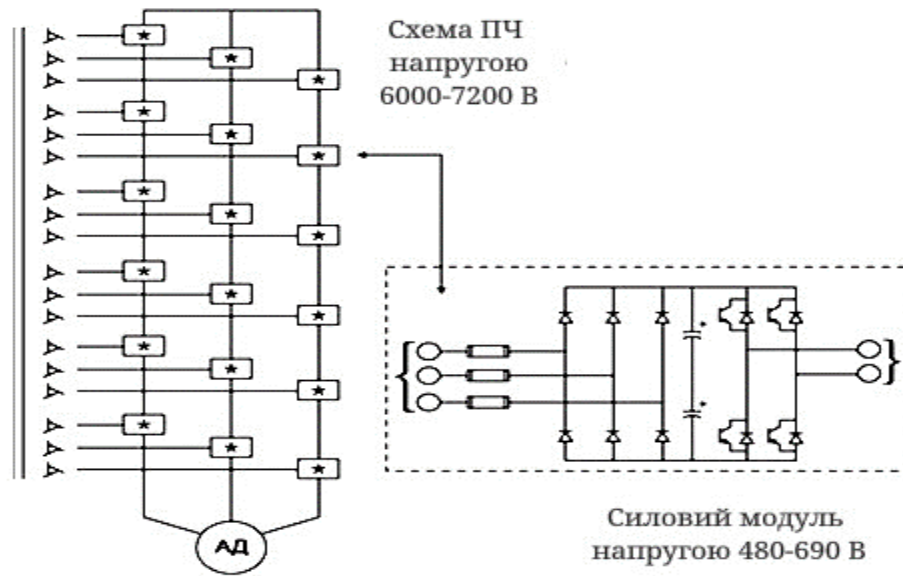 Схема ПЧ
напругою
6000-7200 В
АД
Силовий модуль
напругою 480-690 В